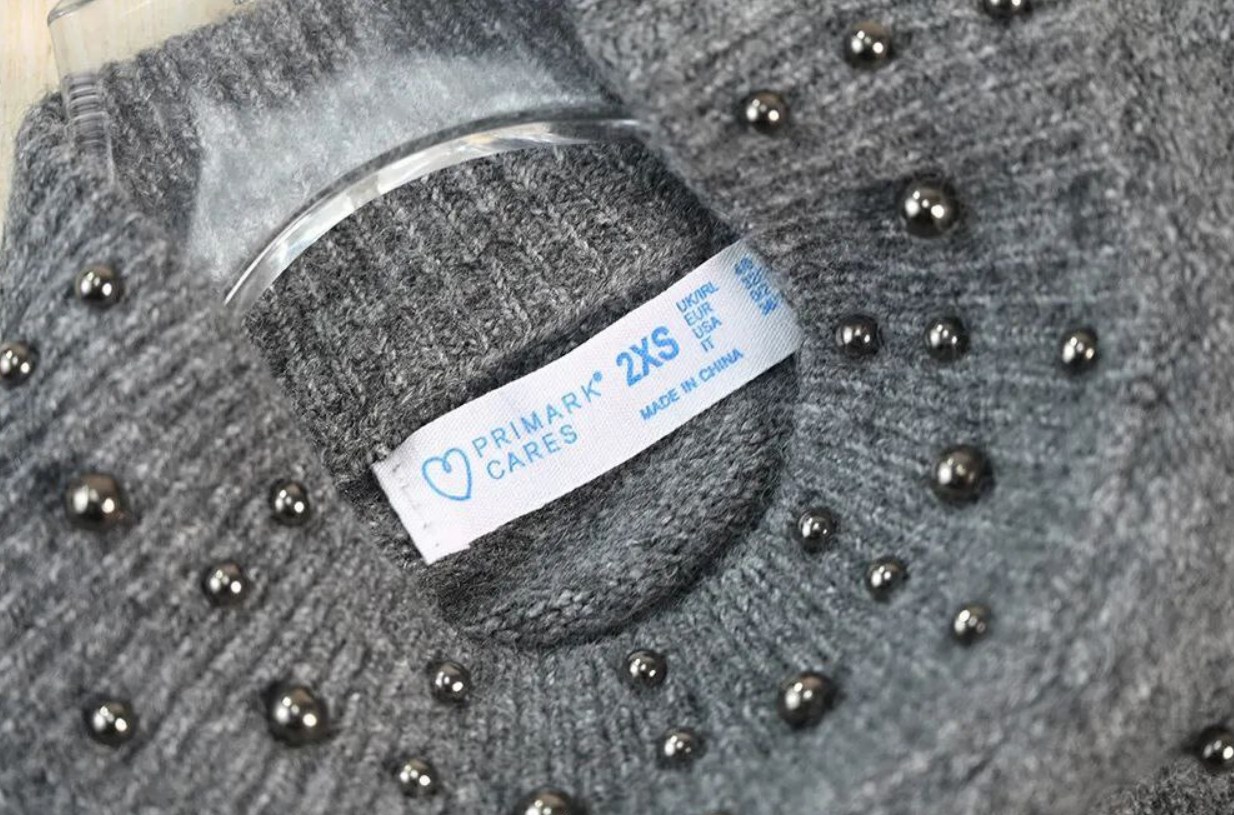 PRIMARK
CARES
2XS
UK/IRL
EUR
USA
IT
MADE IN CHINA